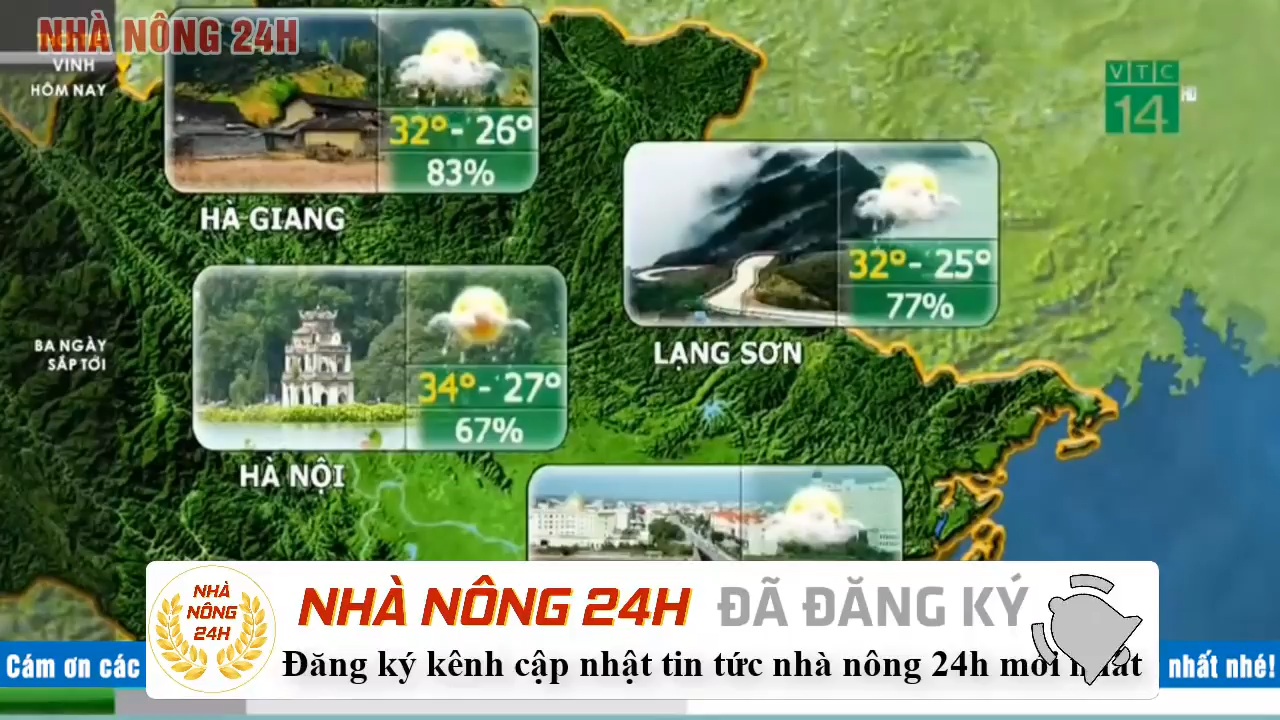 NHÀ NÔNG 24H
VINH
HÔM NAY
32°- 26°
83%
HÀ GIANG
VTC
14
HD
32°- 25°
77%
LẠNG SƠN
BA NGÀY
SẮP TỚI
34°- 27°
67%
HÀ NỘI
NHÀ
NÔNG
24H
NHÀ NÔNG 24H ĐÃ ĐĂNG KÝ
Đăng ký kênh cập nhật tin tức nhà nông 24h mới nhất
Cám ơn các
nhất nhé!